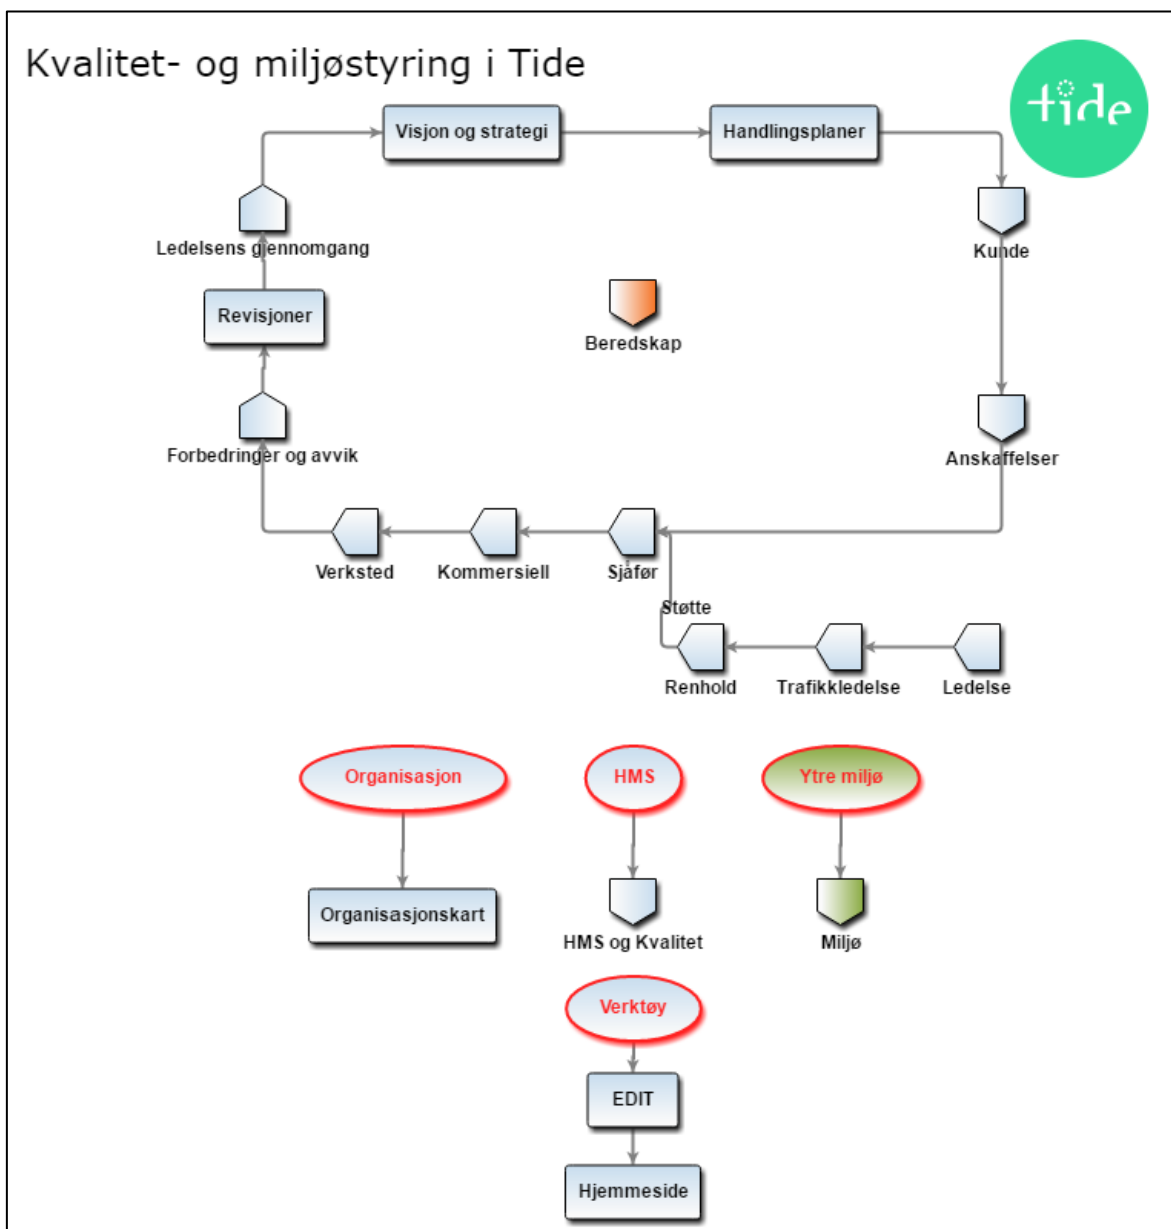 Kvalitet- og miljøstyring i Tide
tide
Visjon og strategi
Handlingsplaner
Kunde
Ledelsens gjennomgang
Revisjoner
Beredskap
Forbedringer og avvik
Anskaffelser
Verksted
Kommersiell
Sjåfør
Støtte
Renhold
Trafikkledelse
Ledelse
Organisasjon
HMS
Ytre miljø
Organisasjonskart
HMS og Kvalitet
Miljø
Verktøy
EDIT
Hjemmeside